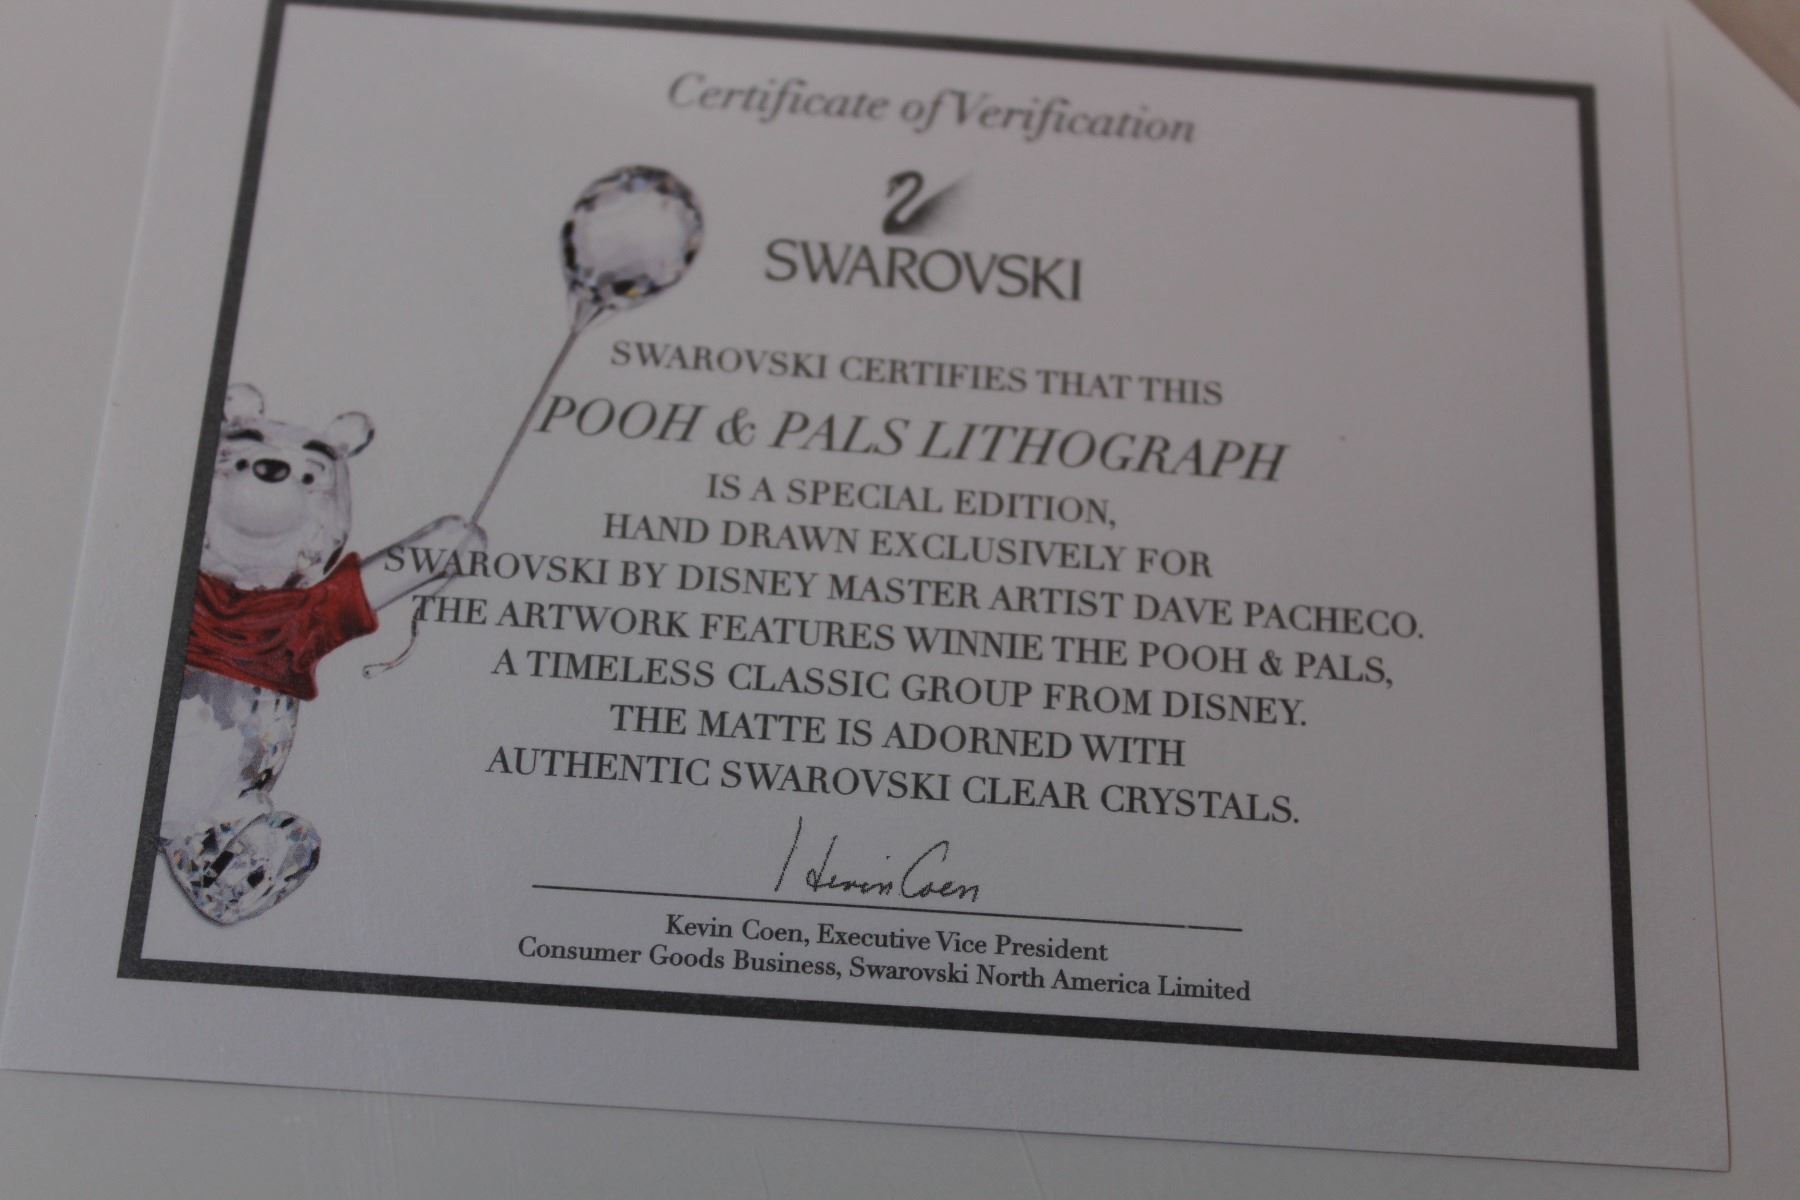 Certificate of Verification
SWAROVSKI
SWAROVSKI CERTIFIES THAT THIS
POOH & PALS LITHOGRAPH
IS A SPECIAL EDITION,
HAND DRAWN EXCLUSIVELY FOR
SWAROVSKI BY DISNEY MASTER ARTIST DAVE PACHECO.
THE ARTWORK FEATURES WINNIE THE POOH & PALS,
A TIMELESS CLASSIC GROUP FROM DISNEY.
THE MATTE IS ADORNED WITH
AUTHENTIC SWAROVSKI CLEAR CRYSTALS.
Kevin Coen
Kevin Coen, Executive Vice President
Consumer Goods Business, Swarovski North America Limited